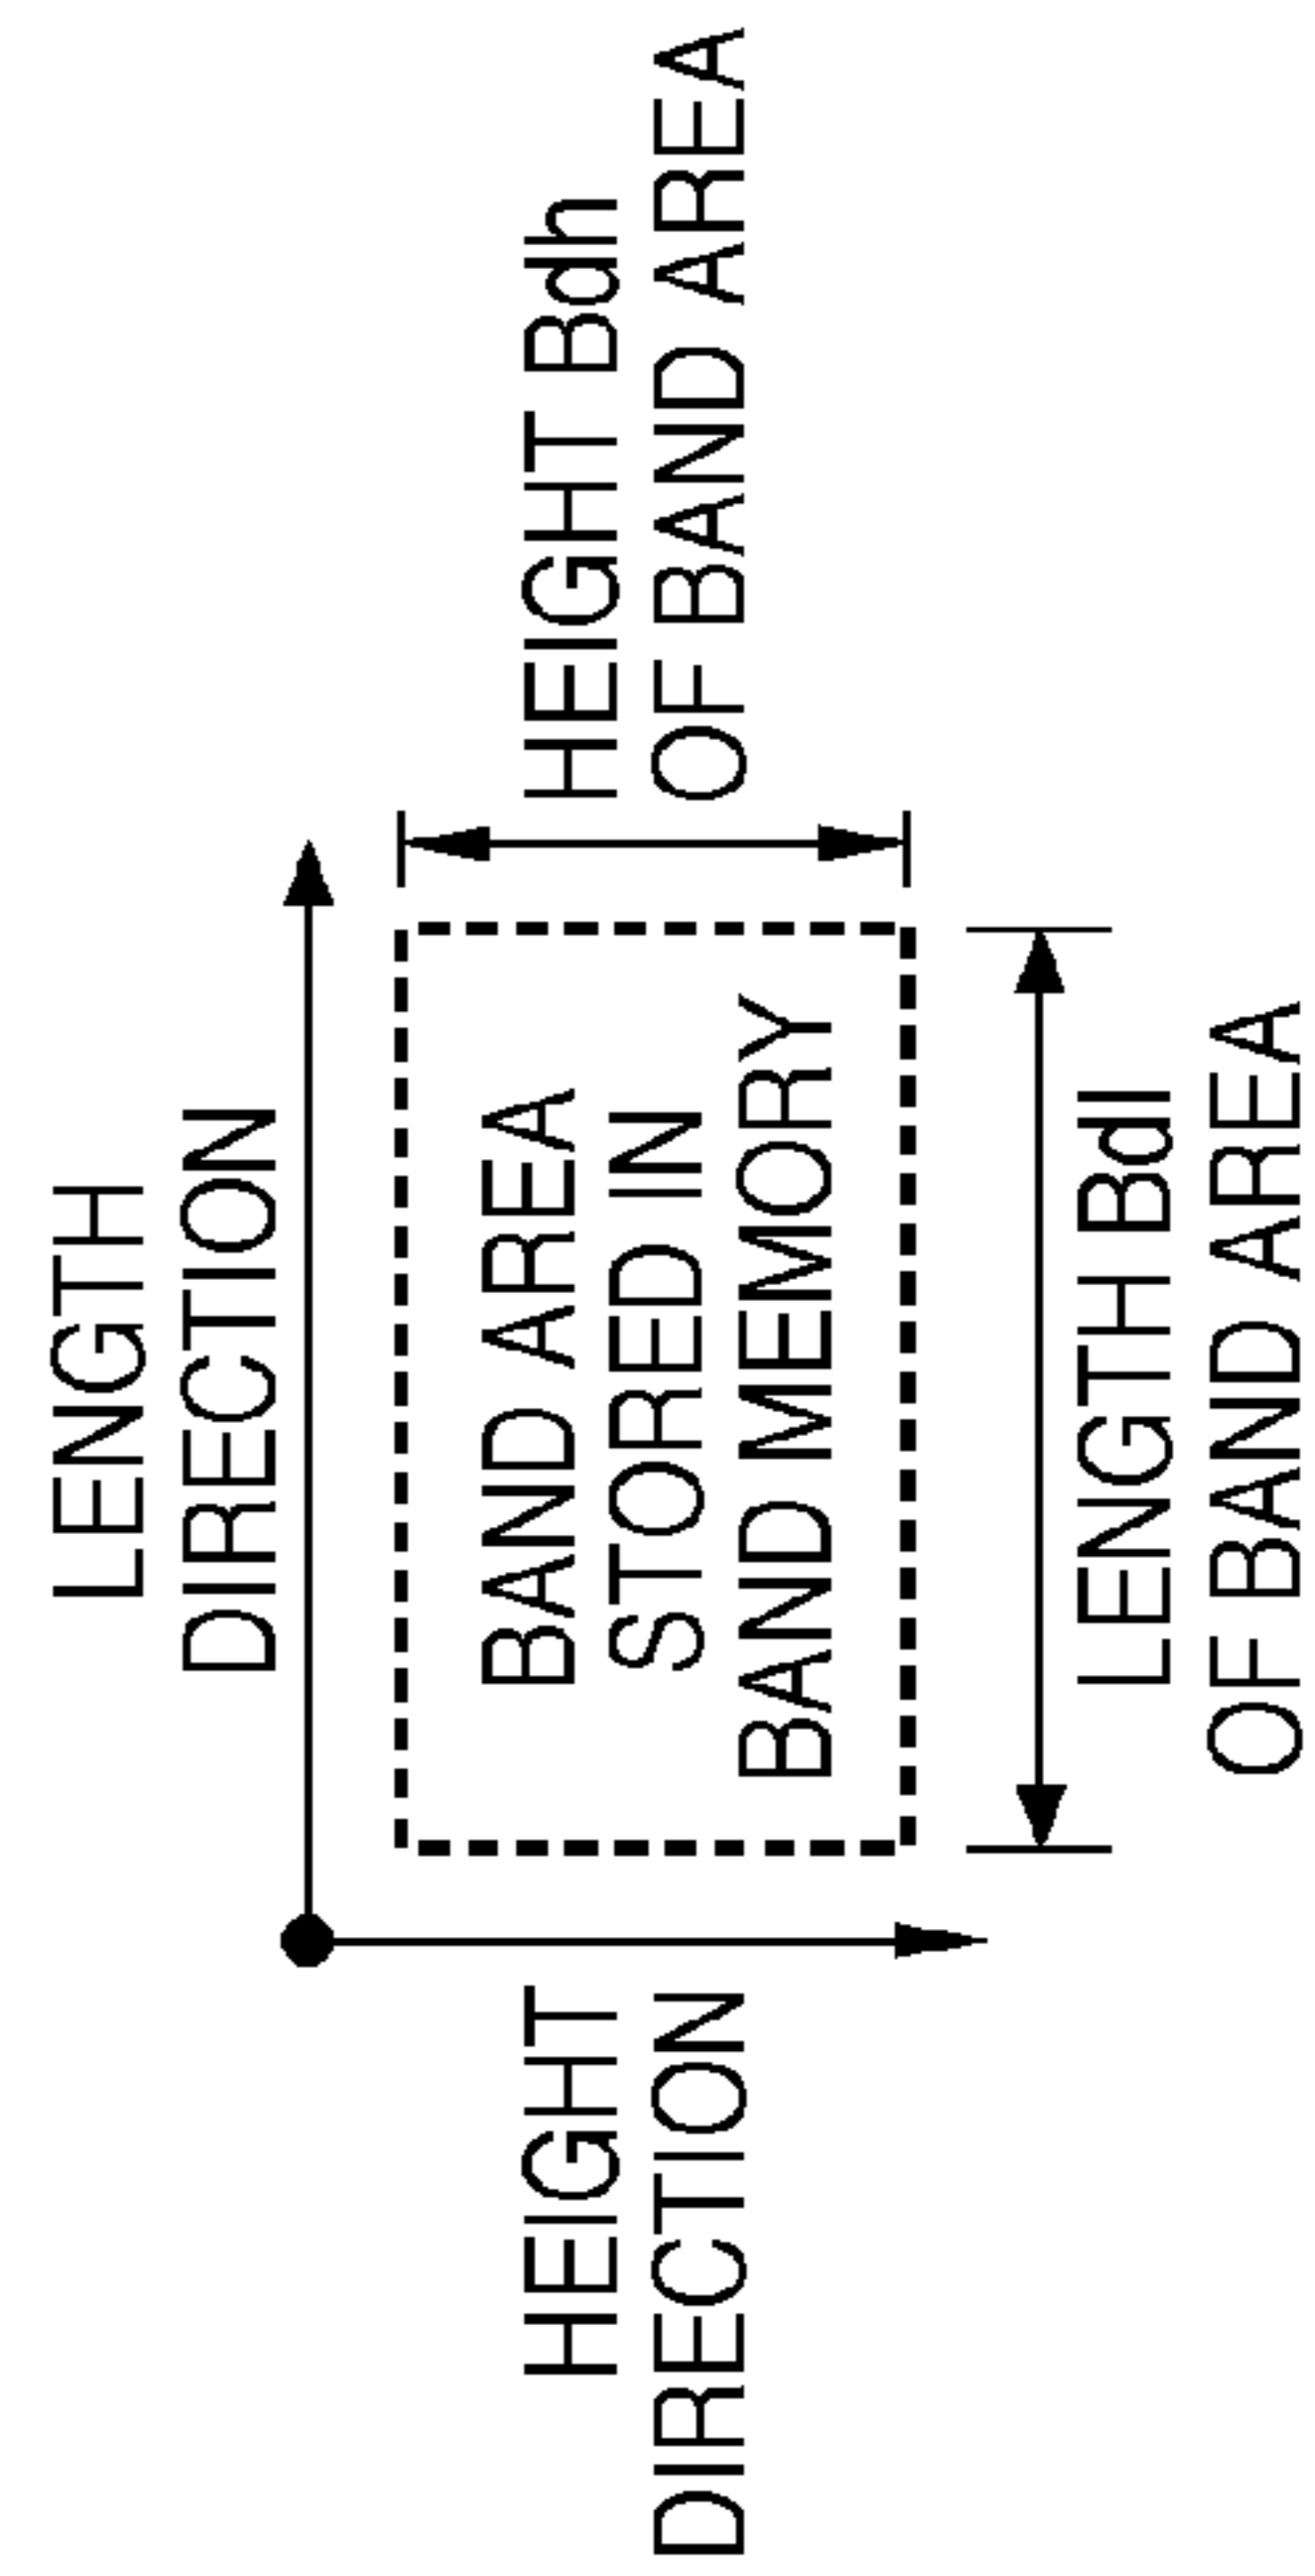 LENGTH
DIRECTION
HEIGHT
DIRECTION
BAND AREA
STORED IN
BAND MEMORY
HEIGHT Bdh
OF BAND AREA
LENGTH Bdl
OF BAND AREA